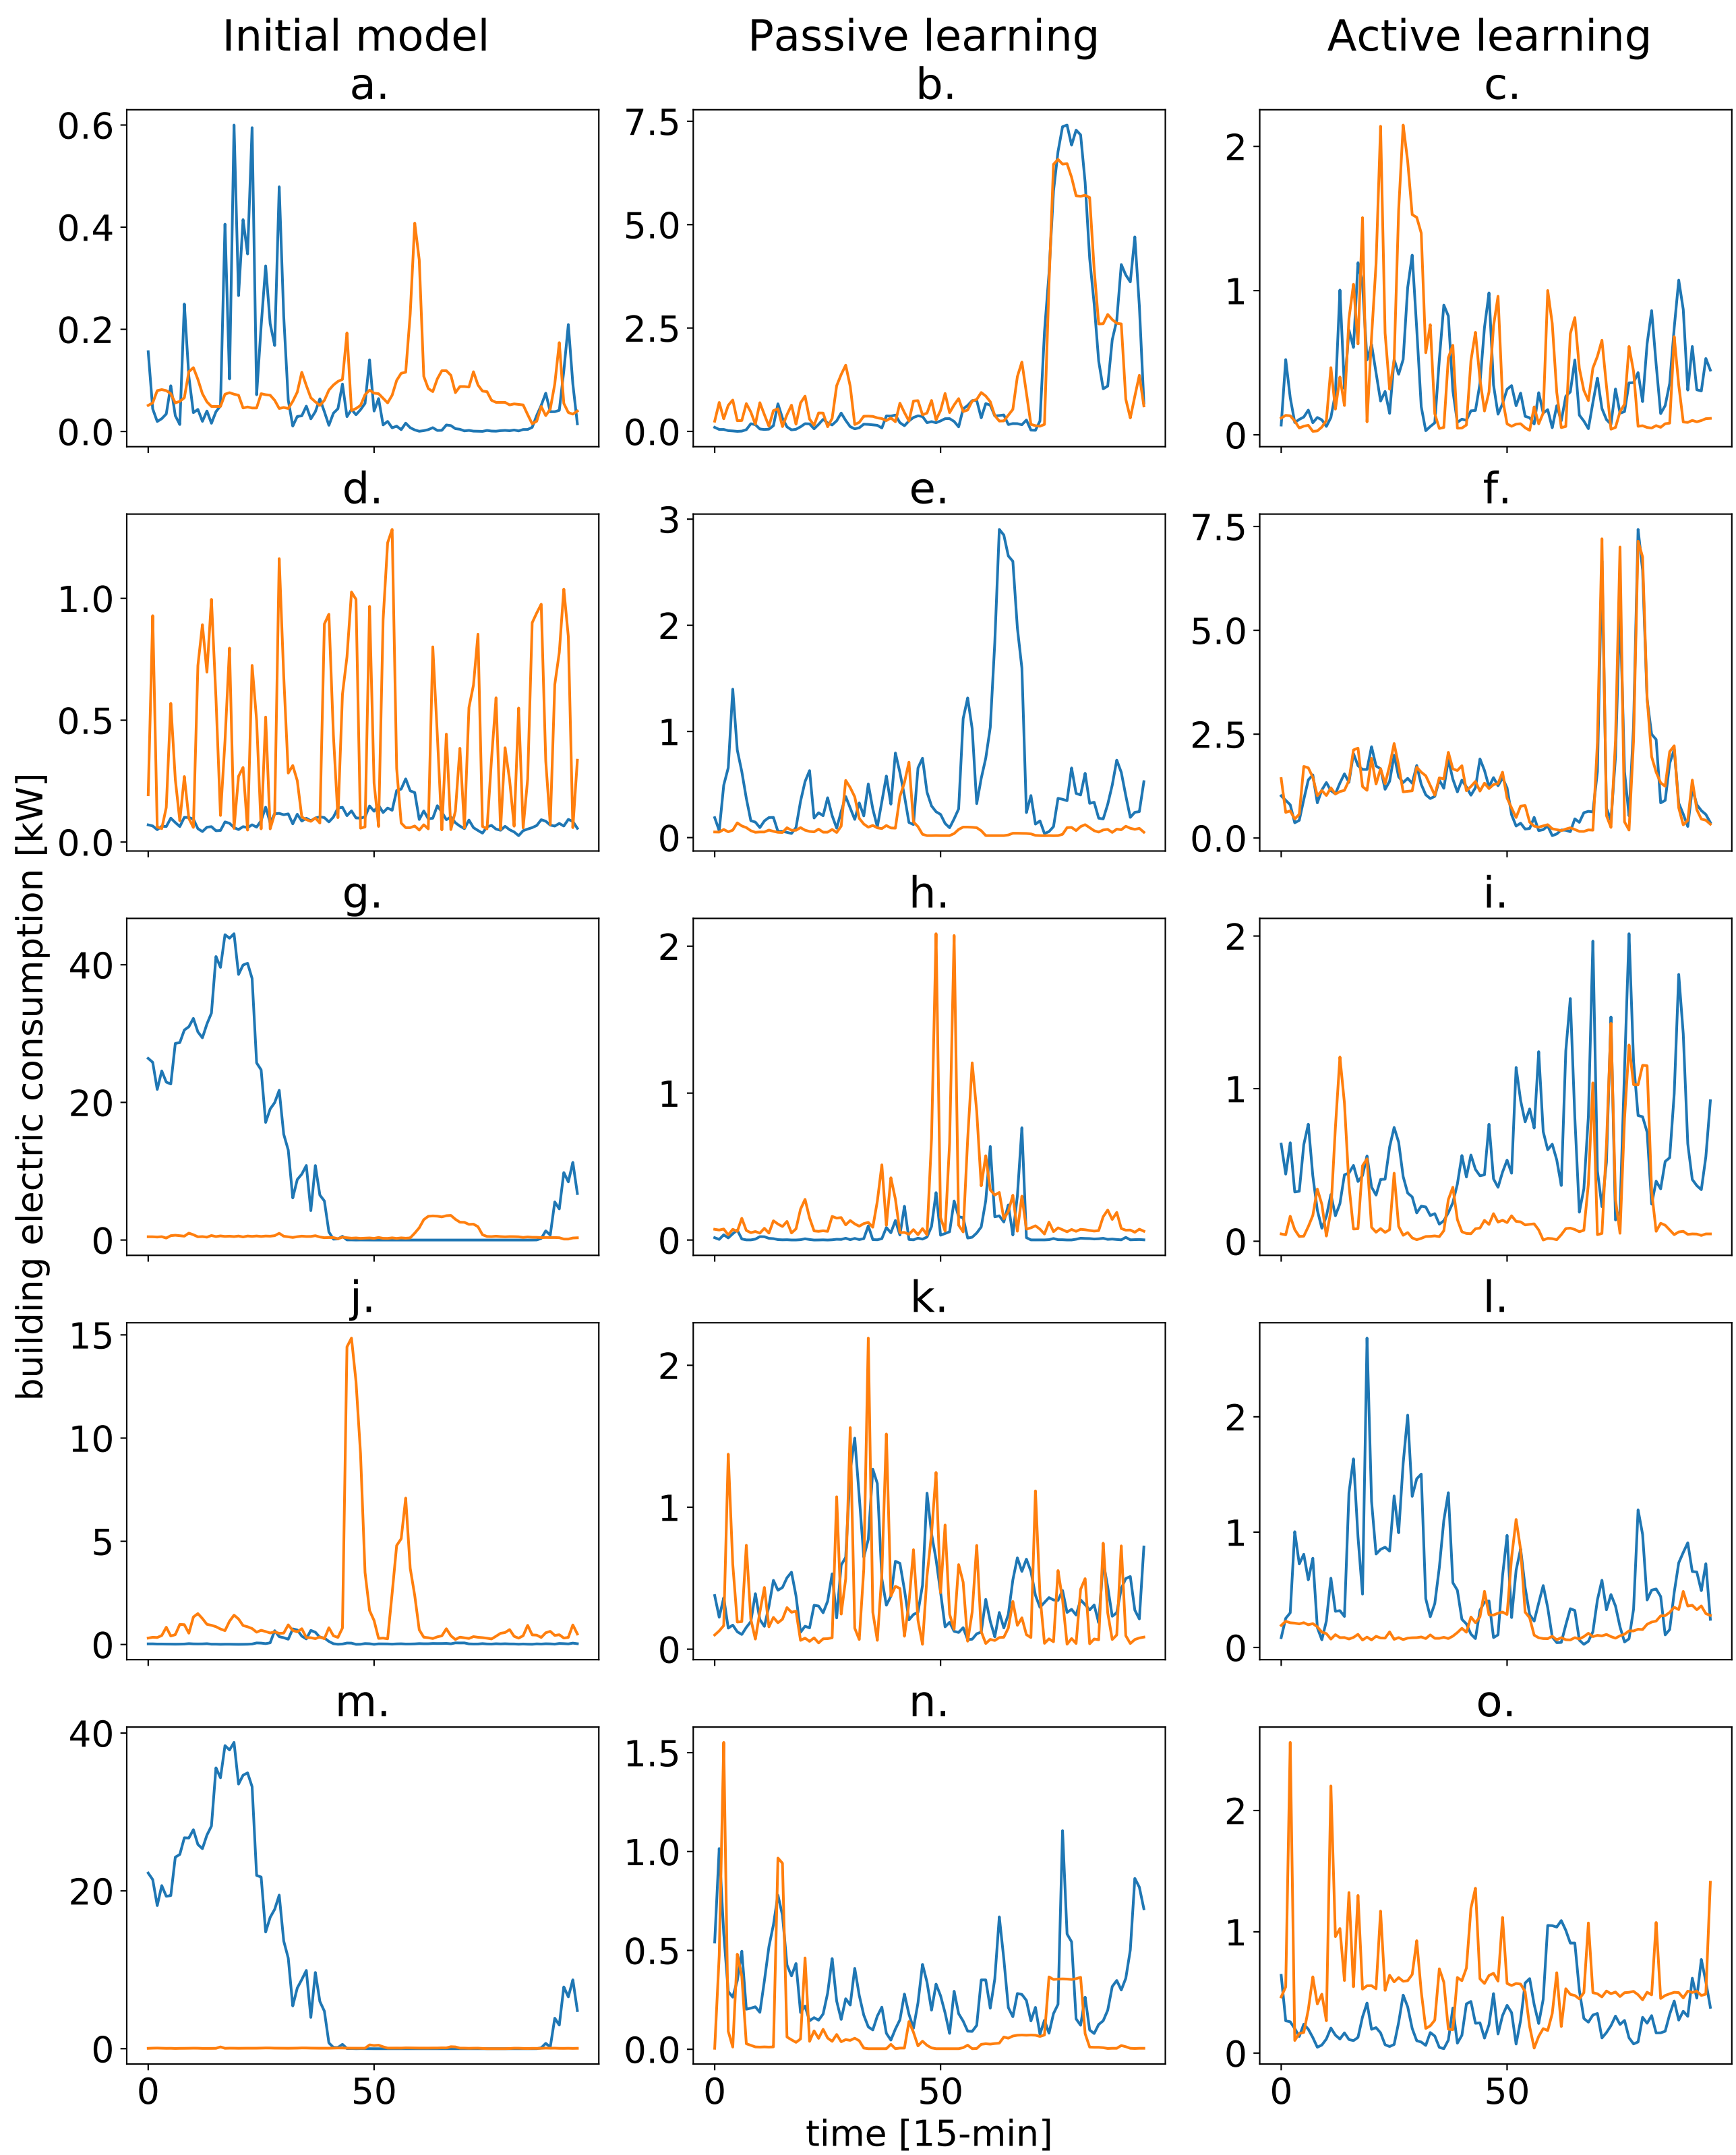 Initial model
Passive learning
Active learning
a.
b.
c.
0.6
0.4
0.2
0.0
7.5
5.0
2.5
0.0
2
1
0
d.
e.
f.
1.0
0.5
0.0
3
2
1
0
7.5
5.0
2.5
0.0
building electric consumption [kW]
g.
h.
i.
40
20
0
2
1
0
2
1
0
j.
k.
l.
15
10
5
0
2
1
0
2
1
0
m.
n.
o.
40
20
0
1.5
1.0
0.5
0.0
2
1
0
0 50
0 50
0 50
time [15-min]